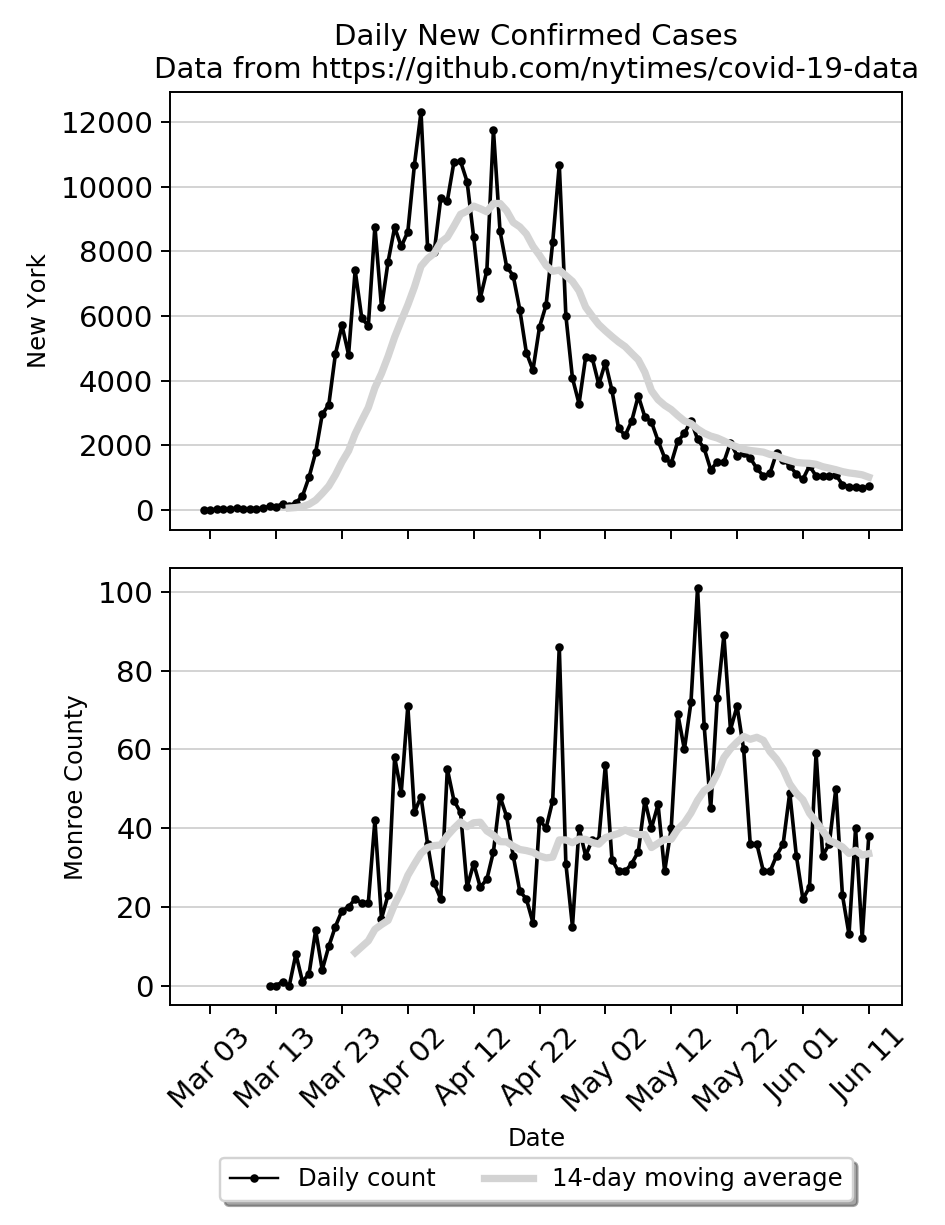 Daily New Confirmed Cases
Data from https://github.com/nytimes/covid-19-data
New York
12000
10000
8000
6000
4000
2000
0
Monroe County
100
80
60
40
20
0
Mar 03 Mar 13 Mar 23 Apr 02 Apr 12 Apr 22 May 02 May 12 May 22 Jun 01 Jun 11
Date
Daily count 14-day moving average